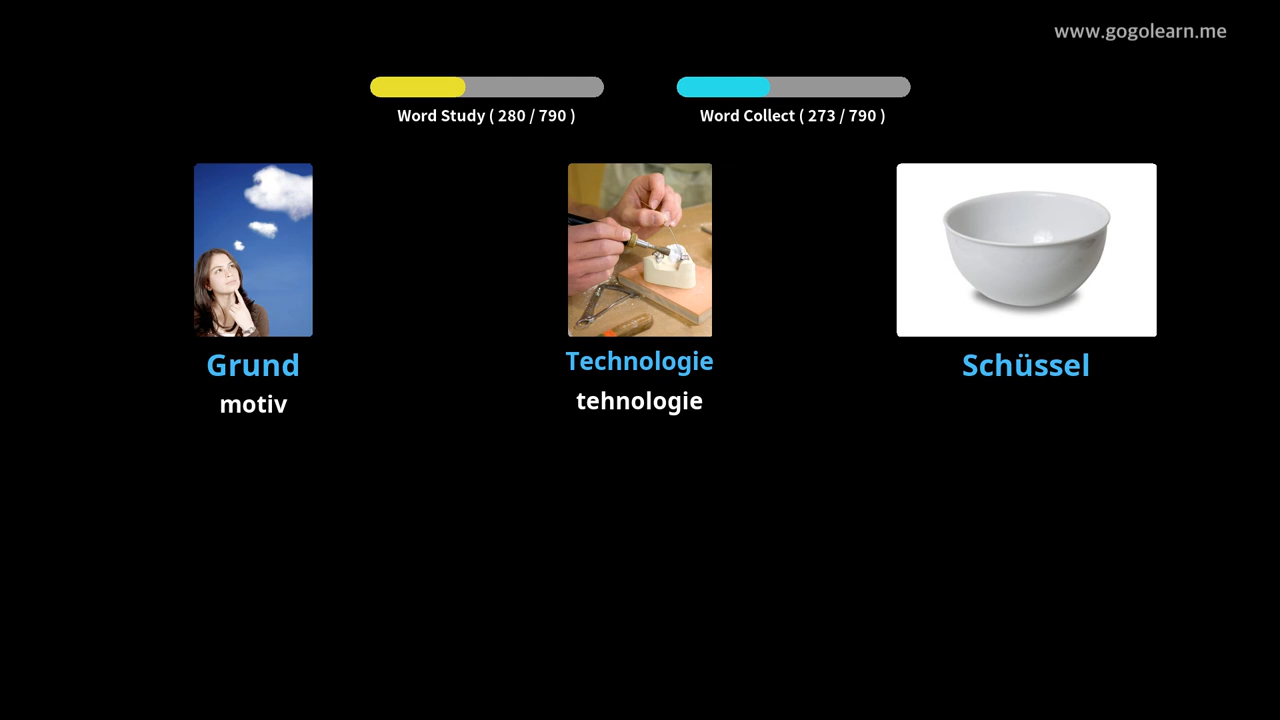 www.gogolearn.me
Word Study ( 280 / 790 )
Word Collect ( 273 / 790 )
Grund
motiv
Technologie
tehnologie
Schüssel